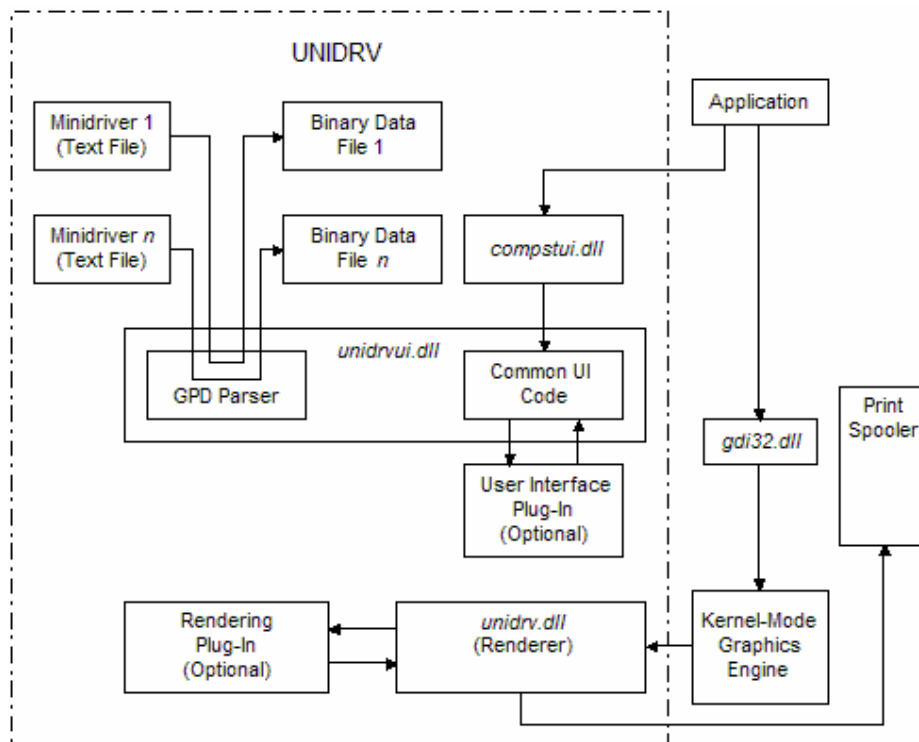 UNIDRV
Application
Minidriver 1
(Text File)
Binary Data
File 1
Minidriver n
(Text File)
Binary Data
File n
compstui.dll
unidrvui.dll
GPD Parser
Common UI
Code
Print
Spooler
gdi32.dll
User Interface
Plug-In
(Optional)
Rendering
Plug-In
(Optional)
unidrv.dll
(Renderer)
Kernel-Mode
Graphics
Engine